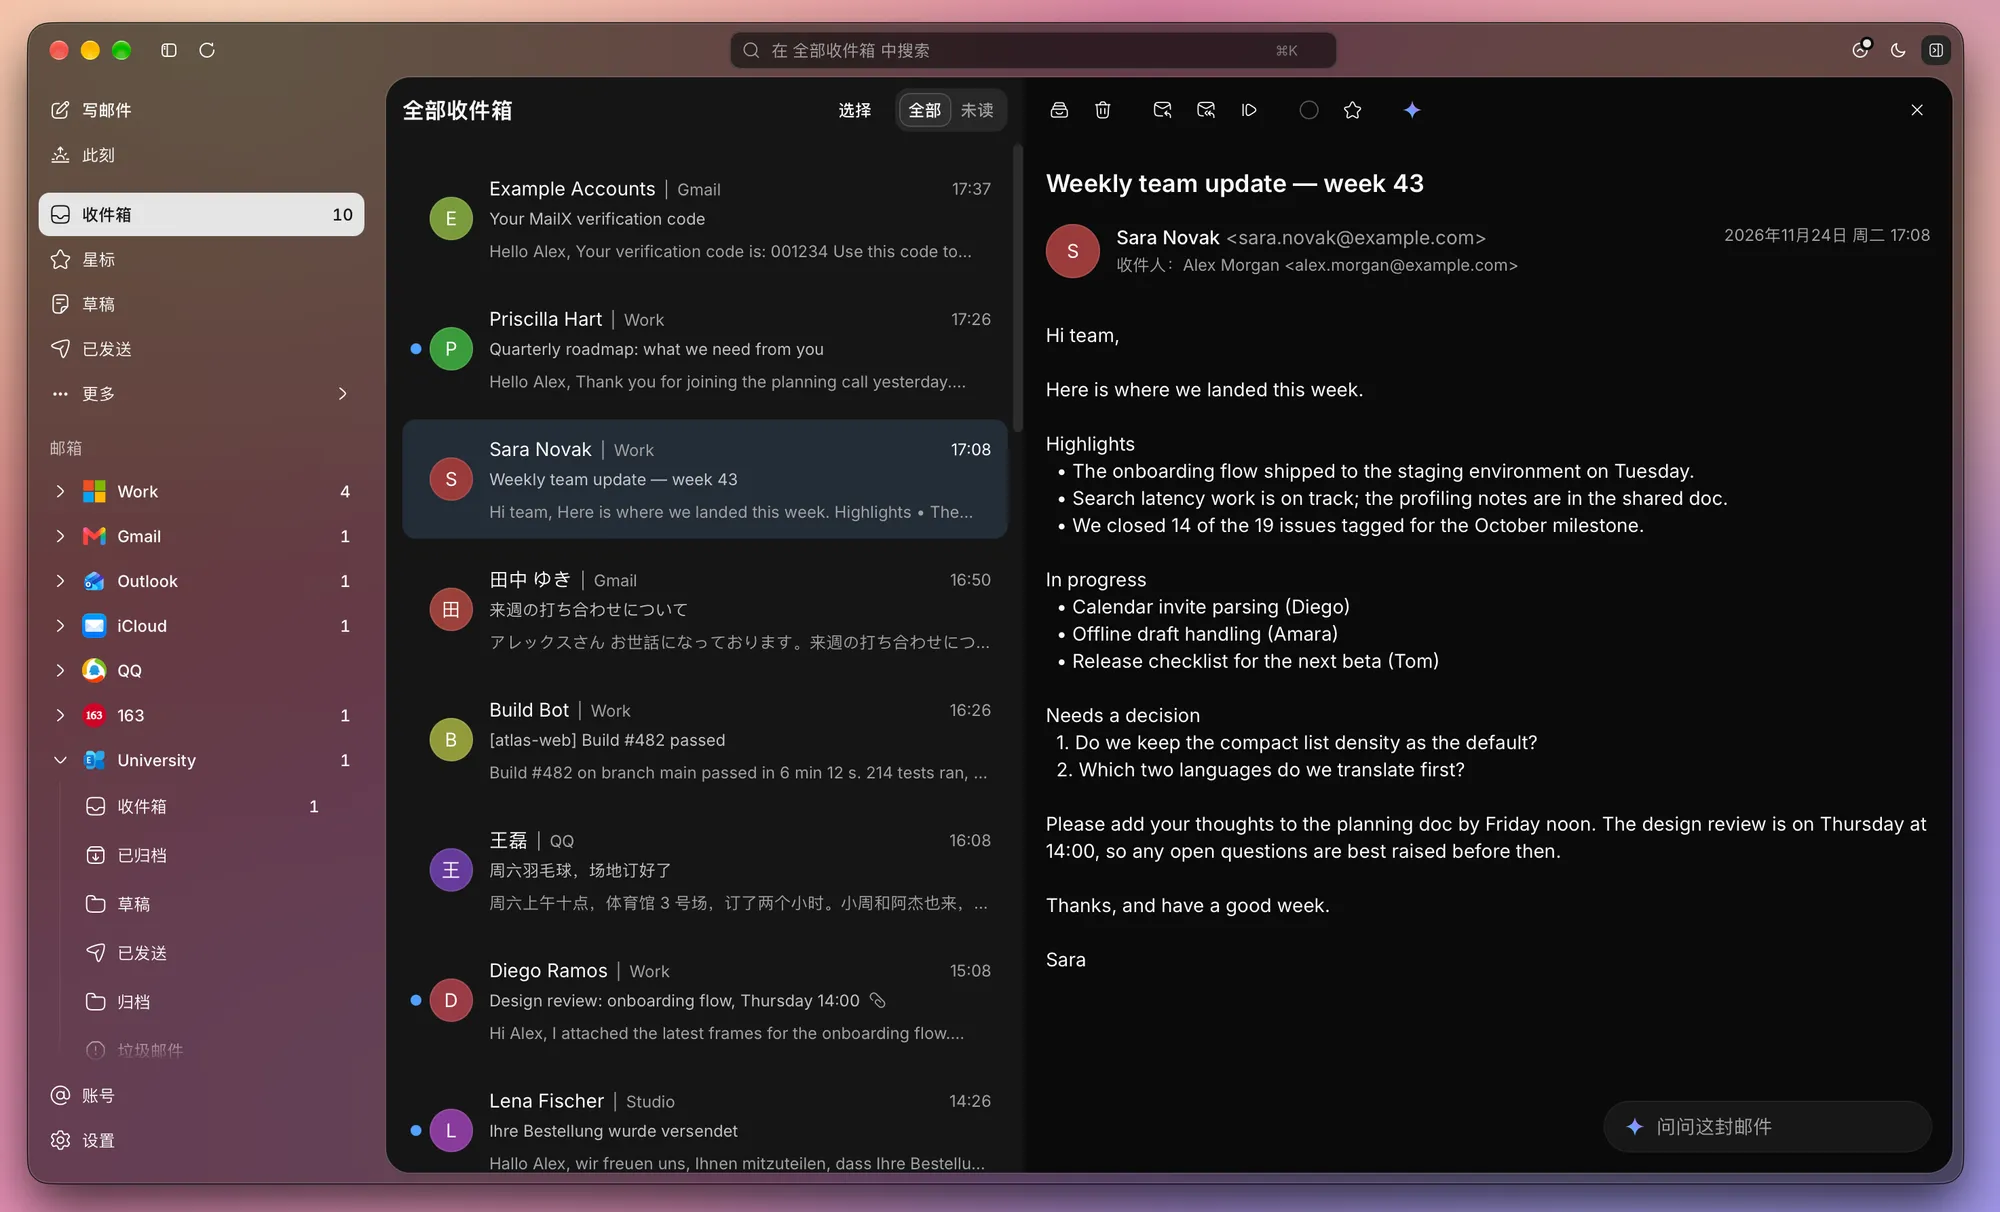 在 全部收件箱 中搜索
⌘K
写邮件
此刻
收件箱 10
星标
草稿
已发送
更多
邮箱
Work 4
Gmail 1
Outlook 1
iCloud 1
QQ
163 163 1
University 1
收件箱 1
已归档
草稿
已发送
归档
垃圾邮件
账号
设置
全部收件箱
选择
全部 未读
E
Example Accounts | Gmail 17:37
Your MailX verification code
Hello Alex, Your verification code is: 001234 Use this code to...
P
Priscilla Hart | Work 17:26
Quarterly roadmap: what we need from you
Hello Alex, Thank you for joining the planning call yesterday....
S
Sara Novak | Work 17:08
Weekly team update — week 43
Hi team, Here is where we landed this week. Highlights • The...
田
田中 ゆき | Gmail 16:50
来週の打ち合わせについて
アレックスさん お世話になっております。来週の打ち合わせにつ...
B
Build Bot | Work 16:26
[atlas-web] Build #482 passed
Build #482 on branch main passed in 6 min 12 s. 214 tests ran, ...
王
王磊 | QQ 16:08
周六羽毛球，场地订好了
周六上午十点，体育馆 3 号场，订了两个小时。小周和阿杰也来，...
D
Diego Ramos | Work 15:08
Design review: onboarding flow, Thursday 14:00
Hi Alex, I attached the latest frames for the onboarding flow....
L
Lena Fischer | Studio 14:26
Ihre Bestellung wurde versendet
Hallo Alex, wir freuen uns, Ihnen mitzuteilen, dass Ihre Bestellu...
Weekly team update — week 43
S
Sara Novak <sara.novak@example.com>
2026年11月24日 周二 17:08
收件人： Alex Morgan <alex.morgan@example.com>
Hi team,
Here is where we landed this week.
Highlights
• The onboarding flow shipped to the staging environment on Tuesday.
• Search latency work is on track; the profiling notes are in the shared doc.
• We closed 14 of the 19 issues tagged for the October milestone.
In progress
• Calendar invite parsing (Diego)
• Offline draft handling (Amara)
• Release checklist for the next beta (Tom)
Needs a decision
1. Do we keep the compact list density as the default?
2. Which two languages do we translate first?
Please add your thoughts to the planning doc by Friday noon. The design review is on Thursday at
14:00, so any open questions are best raised before then.
Thanks, and have a good week.
Sara
问问这封邮件